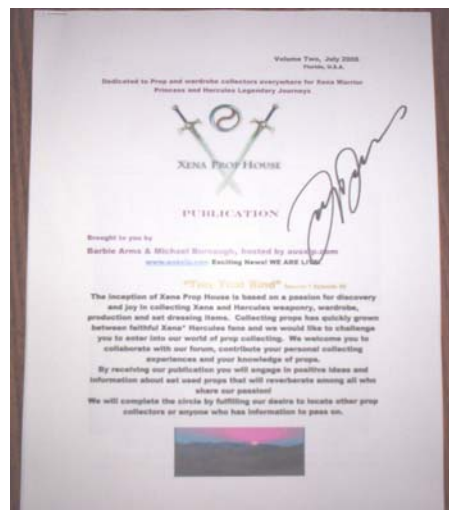 Volume Two, July 2008
Florida, U.S.A.
Dedicated to Prop and wardrobe collectors everywhere for Xena Warrior
Princess and Hercules Legendary Journeys
XENA PROP HOUSE
PUBLICATION
Brought to you by
Barbie Arms & Michael
hosted by
Exciting News! WE ARE
"Ties That Bind"
The inception of Xena Prop House is based on a passion for discovery
and joy in collecting Xena and Hercules weaponry, wardrobe,
production and set dressing items. Collecting props has quickly grown
between faithful Xena* Hercules fans and we would like to challenge
you to enter into our world of prop collecting. We welcome you to
collaborate with our forum, contribute your personal collecting
experiences and your knowledge of props.
By receiving our publication you will engage in positive ideas and
information about set used props that will reverberate among all who
share our passion!
We will complete the circle by fulfilling our desire to locate other prop
collectors or anyone who has information to pass on.